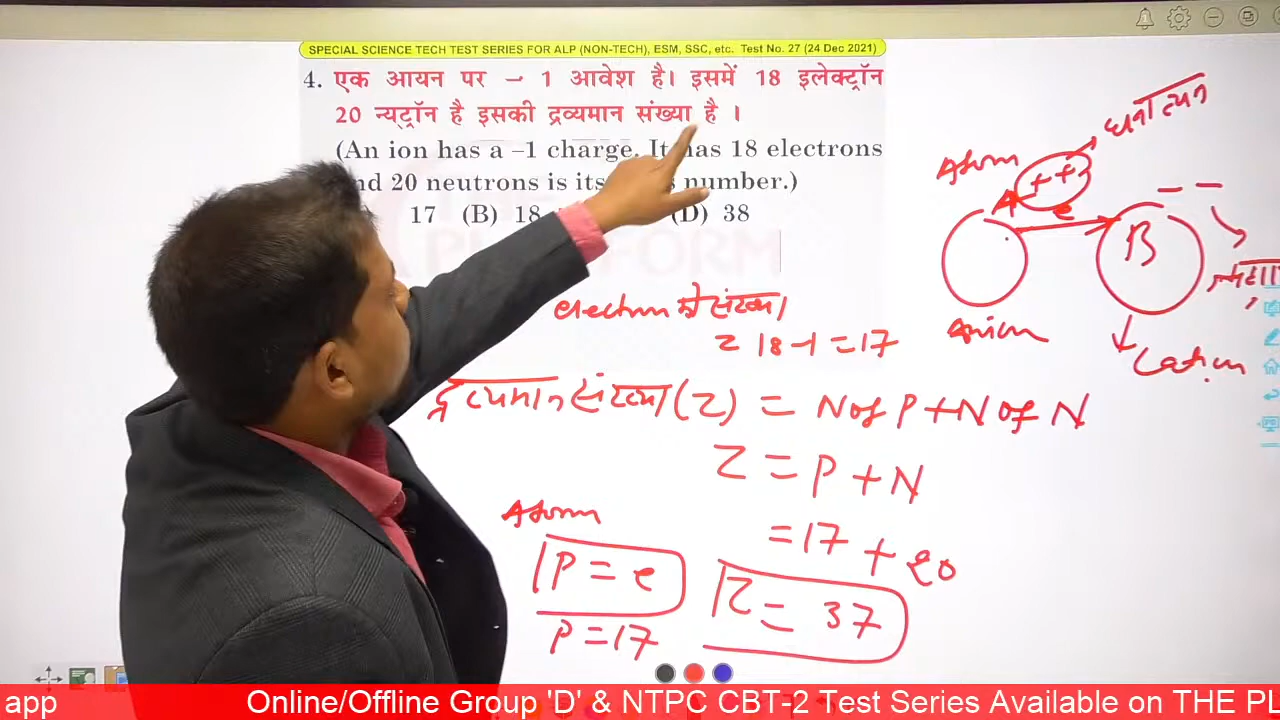 SPECIAL SCIENCE TECH TEST SERIES FOR ALP (NON-TECH), ESM, SSC, etc. Test No. 27 (24 Dec 2021)
4. एक आयन पर – 1 आवेश है। इसमें 18 इलेक्ट्रॉन
20 न्यूट्रॉन है इसकी द्रव्यमान संख्या है ।
(An ion has a –1 charge. It has 18 electrons
nd 20 neutrons is its number.)
17 (B) 18 (D) 38
PL FORM
Atom
धनात्यन
+ +
A e B
– –
Anion
Cation
electron की संख्या
= 18 -1 = 17
द्रव्यमान संख्या (Z) = N of P + N of N
Z = P + N
= 17 + 20
Z = 37
Atom
P = e
P = 17
app Online/Offline Group 'D' & NTPC CBT-2 Test Series Available on THE PL